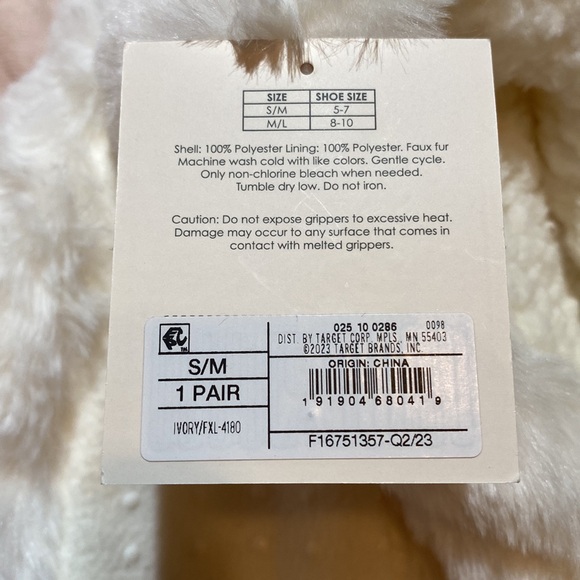 SIZE SHOE SIZE
S/M 5-7
M/L 8-10
Shell: 100% Polyester Lining: 100% Polyester. Faux fur
Machine wash cold with like colors. Gentle cycle.
Only non-chlorine bleach when needed.
Tumble dry low. Do not iron.
Caution: Do not expose grippers to excessive heat.
Damage may occur to any surface that comes in
contact with melted grippers.
025 10 0286 0098
DIST. BY TARGET CORP. MPLS., MN 55403
©2023 TARGET BRANDS, INC.
TM
S/M
1 PAIR
IVORY/FXL-4180
ORIGIN: CHINA
1 91904 68041 9
F16751357-Q2/23